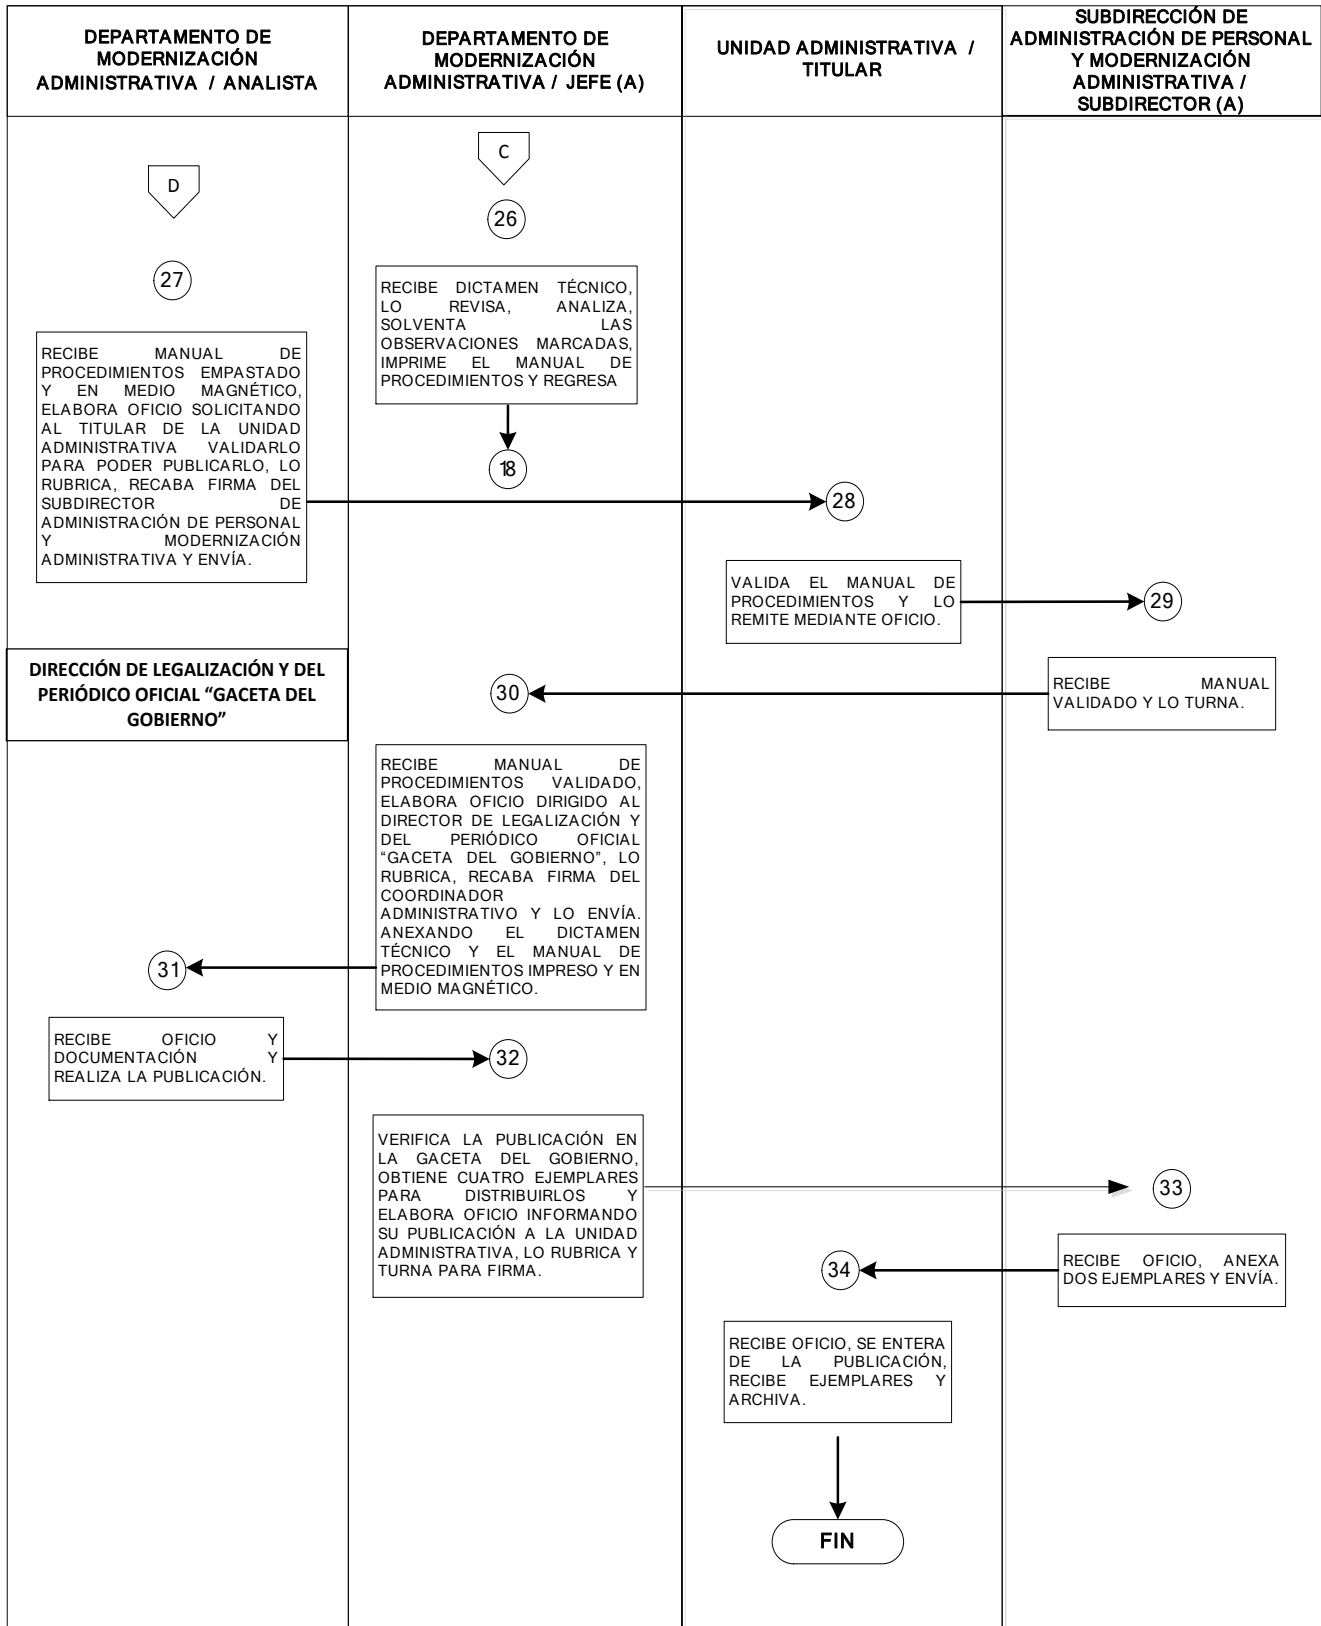 DEPARTAMENTO DE
MODERNIZACIÓN
ADMINISTRATIVA / ANALISTA
DEPARTAMENTO DE
MODERNIZACIÓN
ADMINISTRATIVA / JEFE (A)
UNIDAD ADMINISTRATIVA /
TITULAR
SUBDIRECCIÓN DE
ADMINISTRACIÓN DE PERSONAL
Y MODERNIZACIÓN
ADMINISTRATIVA /
SUBDIRECTOR (A)
C
D
26
27
RECIBE DICTAMEN TÉCNICO,
LO REVISA, ANALIZA,
SOLVENTA LAS
OBSERVACIONES MARCADAS,
IMPRIME EL MANUAL DE
PROCEDIMIENTOS Y REGRESA
18
RECIBE MANUAL DE
PROCEDIMIENTOS EMPASTADO
Y EN MEDIO MAGNÉTICO,
ELABORA OFICIO SOLICITANDO
AL TITULAR DE LA UNIDAD
ADMINISTRATIVA VALIDARLO
PARA PODER PUBLICARLO, LO
RUBRICA, RECABA FIRMA DEL
SUBDIRECTOR DE
ADMINISTRACIÓN DE PERSONAL
Y MODERNIZACIÓN
ADMINISTRATIVA Y ENVÍA.
28
VALIDA EL MANUAL DE
PROCEDIMIENTOS Y LO
REMITE MEDIANTE OFICIO.
29
RECIBE MANUAL
VALIDADO Y LO TURNA.
DIRECCIÓN DE LEGALIZACIÓN Y DEL
PERIÓDICO OFICIAL “GACETA DEL
GOBIERNO”
30
RECIBE MANUAL DE
PROCEDIMIENTOS VALIDADO,
ELABORA OFICIO DIRIGIDO AL
DIRECTOR DE LEGALIZACIÓN Y
DEL PERIÓDICO OFICIAL
“GACETA DEL GOBIERNO”, LO
RUBRICA, RECABA FIRMA DEL
COORDINADOR
ADMINISTRATIVO Y LO ENVÍA.
ANEXANDO EL DICTAMEN
TÉCNICO Y EL MANUAL DE
PROCEDIMIENTOS IMPRESO Y EN
MEDIO MAGNÉTICO.
31
RECIBE OFICIO Y
DOCUMENTACIÓN Y
REALIZA LA PUBLICACIÓN.
32
VERIFICA LA PUBLICACIÓN EN
LA GACETA DEL GOBIERNO,
OBTIENE CUATRO EJEMPLARES
PARA DISTRIBUIRLOS Y
ELABORA OFICIO INFORMANDO
SU PUBLICACIÓN A LA UNIDAD
ADMINISTRATIVA, LO RUBRICA Y
TURNA PARA FIRMA.
33
RECIBE OFICIO, ANEXA
DOS EJEMPLARES Y ENVÍA.
34
RECIBE OFICIO, SE ENTERA
DE LA PUBLICACIÓN,
RECIBE EJEMPLARES Y
ARCHIVA.
FIN